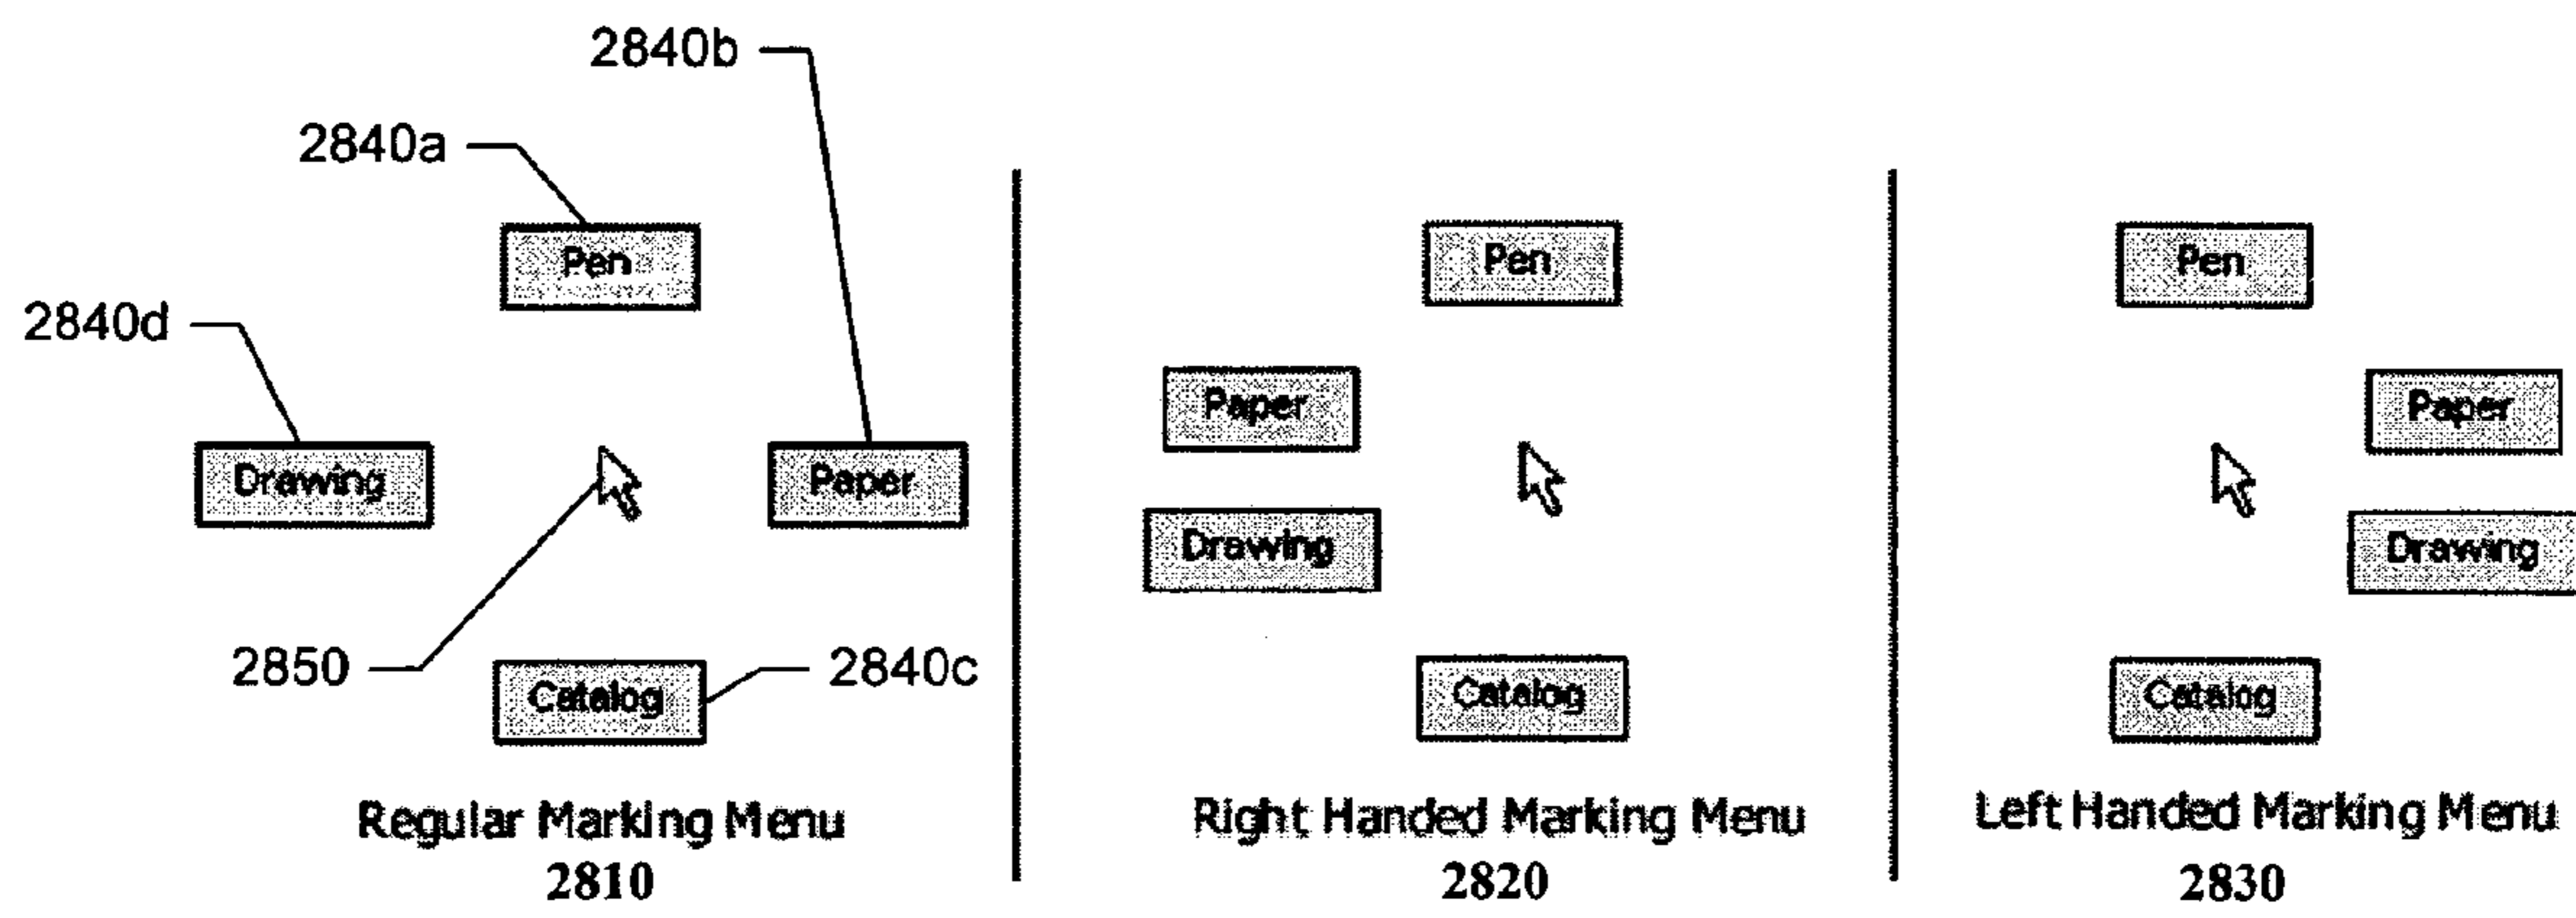 2840b
2840a
Pen
2840d
Drawing
Paper
2850
Catalog
2840c
Regular Marking Menu
2810
Pen
Paper
Drawing
Catalog
Right Handed Marking Menu
2820
Pen
Paper
Drawing
Catalog
Left Handed Marking Menu
2830